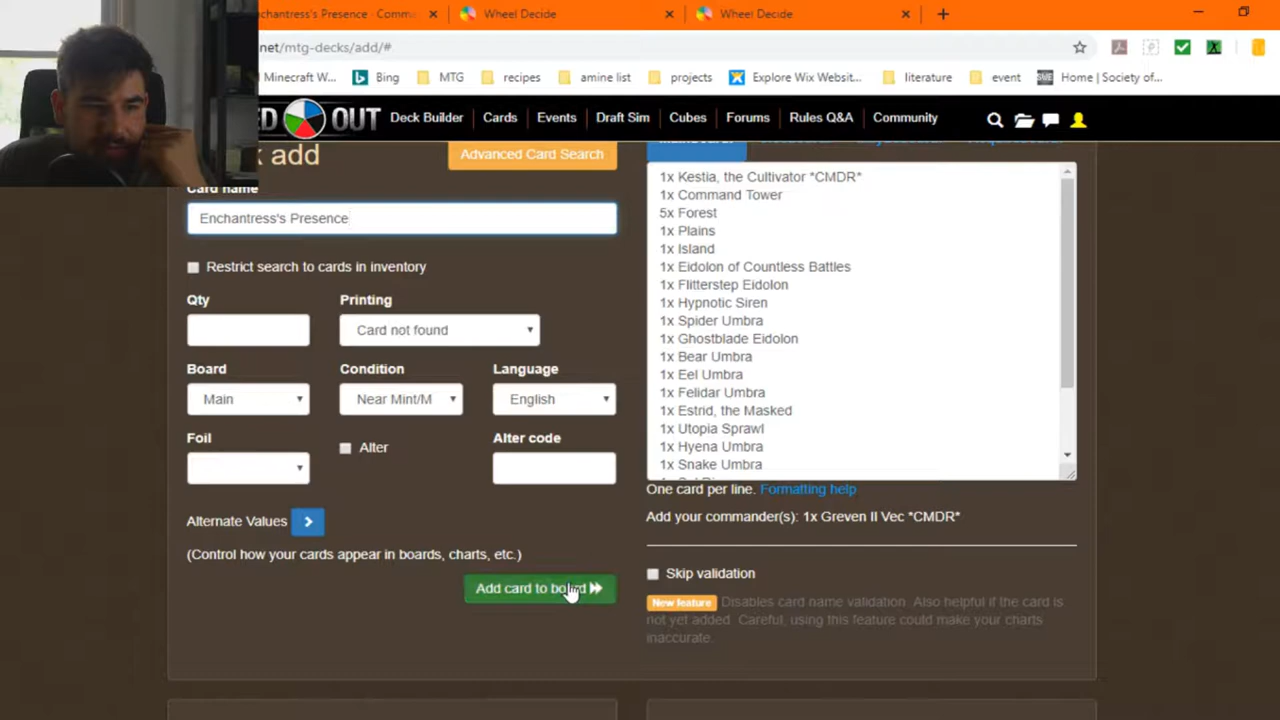 nchantress's Presence - Comm
Wheel Decide
Wheel Decide
net/mtg-decks/add/#
Minecraft W...
Bing
MTG
recipes
amine list
projects
Explore Wix Websit...
literature
event
Home | Society of...
ED OUT
Deck Builder
Cards
Events
Draft Sim
Cubes
Forums
Rules Q&A
Community
k add
Advanced Card Search
Card name
Enchantress's Presence
Restrict search to cards in inventory
Qty
Printing
Card not found
Board
Condition
Language
Main
Near Mint/M
English
Foil
Alter
Alter code
Alternate Values
(Control how your cards appear in boards, charts, etc.)
Add card to board
1x Kestia, the Cultivator *CMDR*
1x Command Tower
5x Forest
1x Plains
1x Island
1x Eidolon of Countless Battles
1x Flitterstep Eidolon
1x Hypnotic Siren
1x Spider Umbra
1x Ghostblade Eidolon
1x Bear Umbra
1x Eel Umbra
1x Felidar Umbra
1x Estrid, the Masked
1x Utopia Sprawl
1x Hyena Umbra
1x Snake Umbra
One card per line. Formatting help
Add your commander(s): 1x Greven Il Vec *CMDR*
Skip validation
New feature Disables card name validation. Also helpful if the card is
not yet added. Careful, using this feature could make your charts
inaccurate.